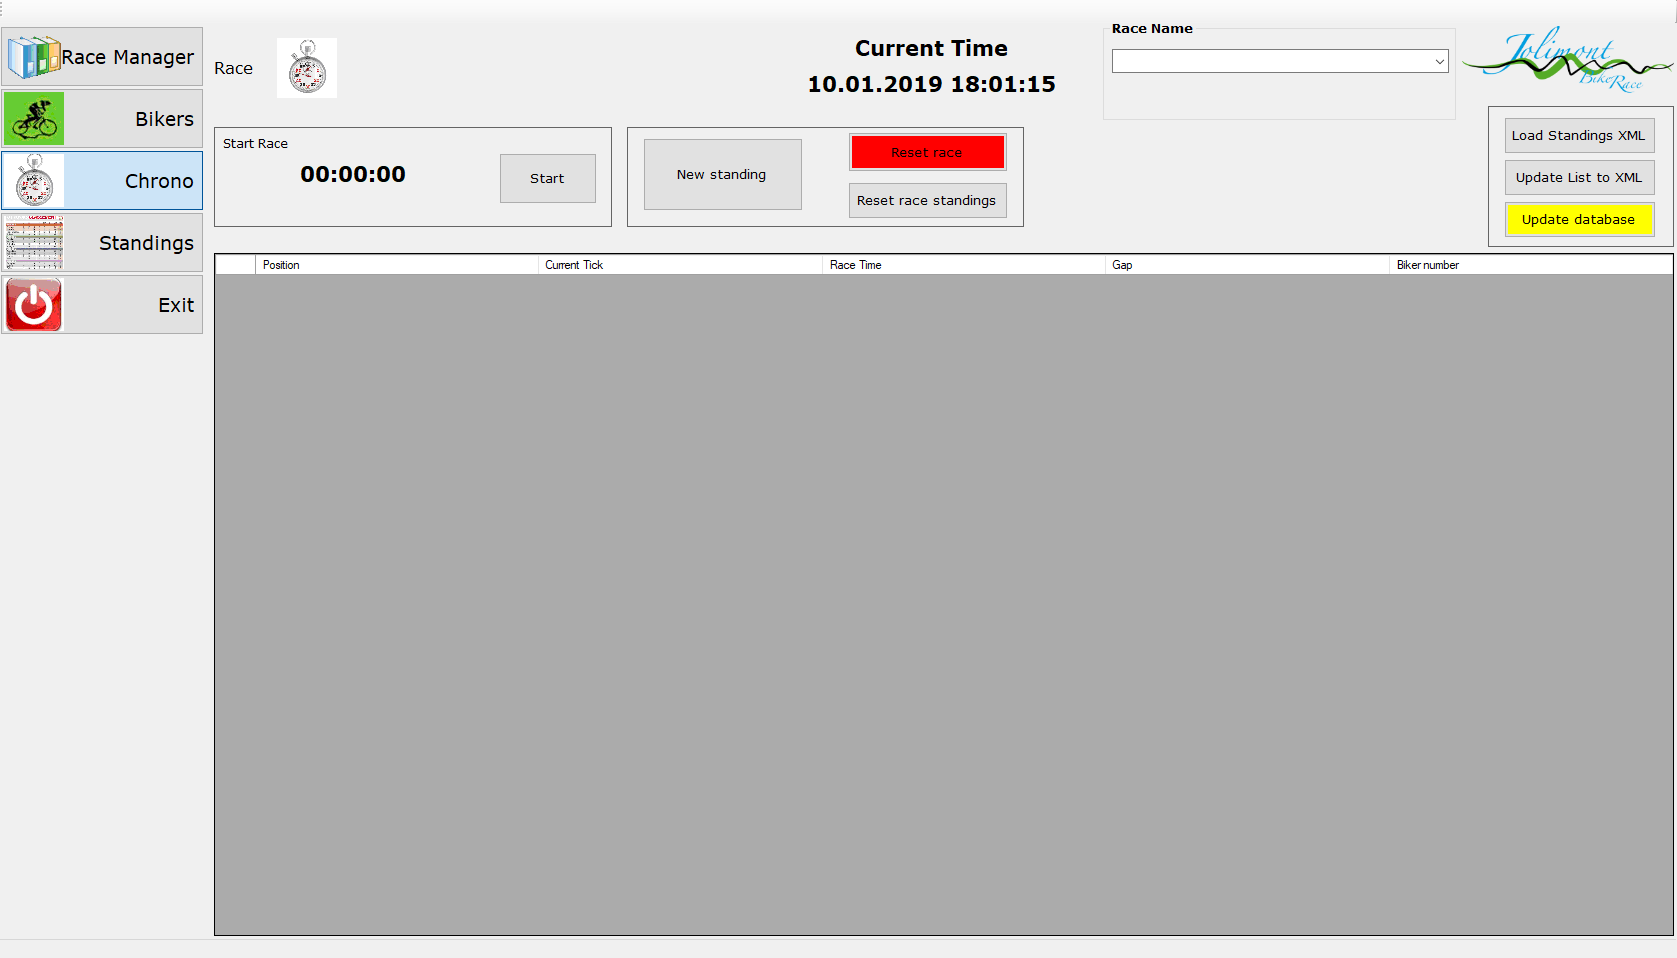 Race Manager
Bikers
Chrono
Standings
Exit
Race
Current Time
10.01.2019 18:01:15
Race Name
Jolimont
BikeRace
Start Race
00:00:00
Start
New standing
Reset race
Reset race standings
Load Standings XML
Update List to XML
Update database
Position Current Tick Race Time Gap Biker number